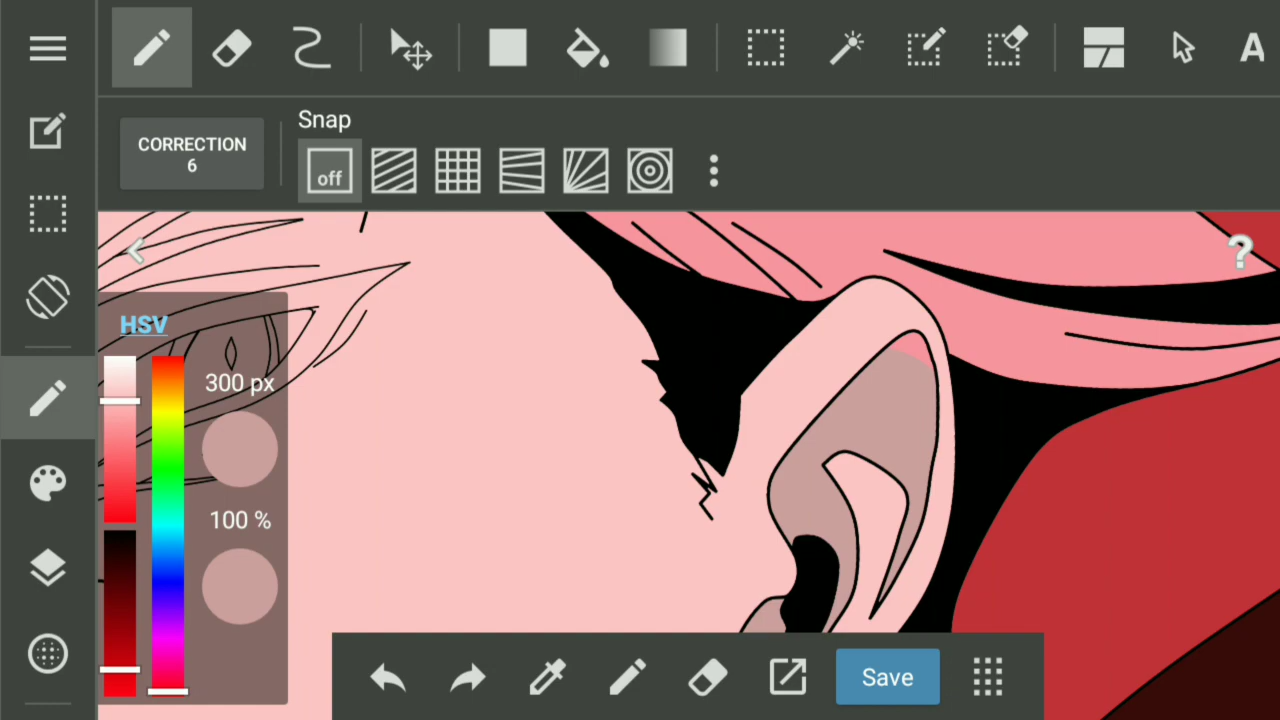 A
CORRECTION
6
Snap
off
?
HSV
300 px
100 %
Save